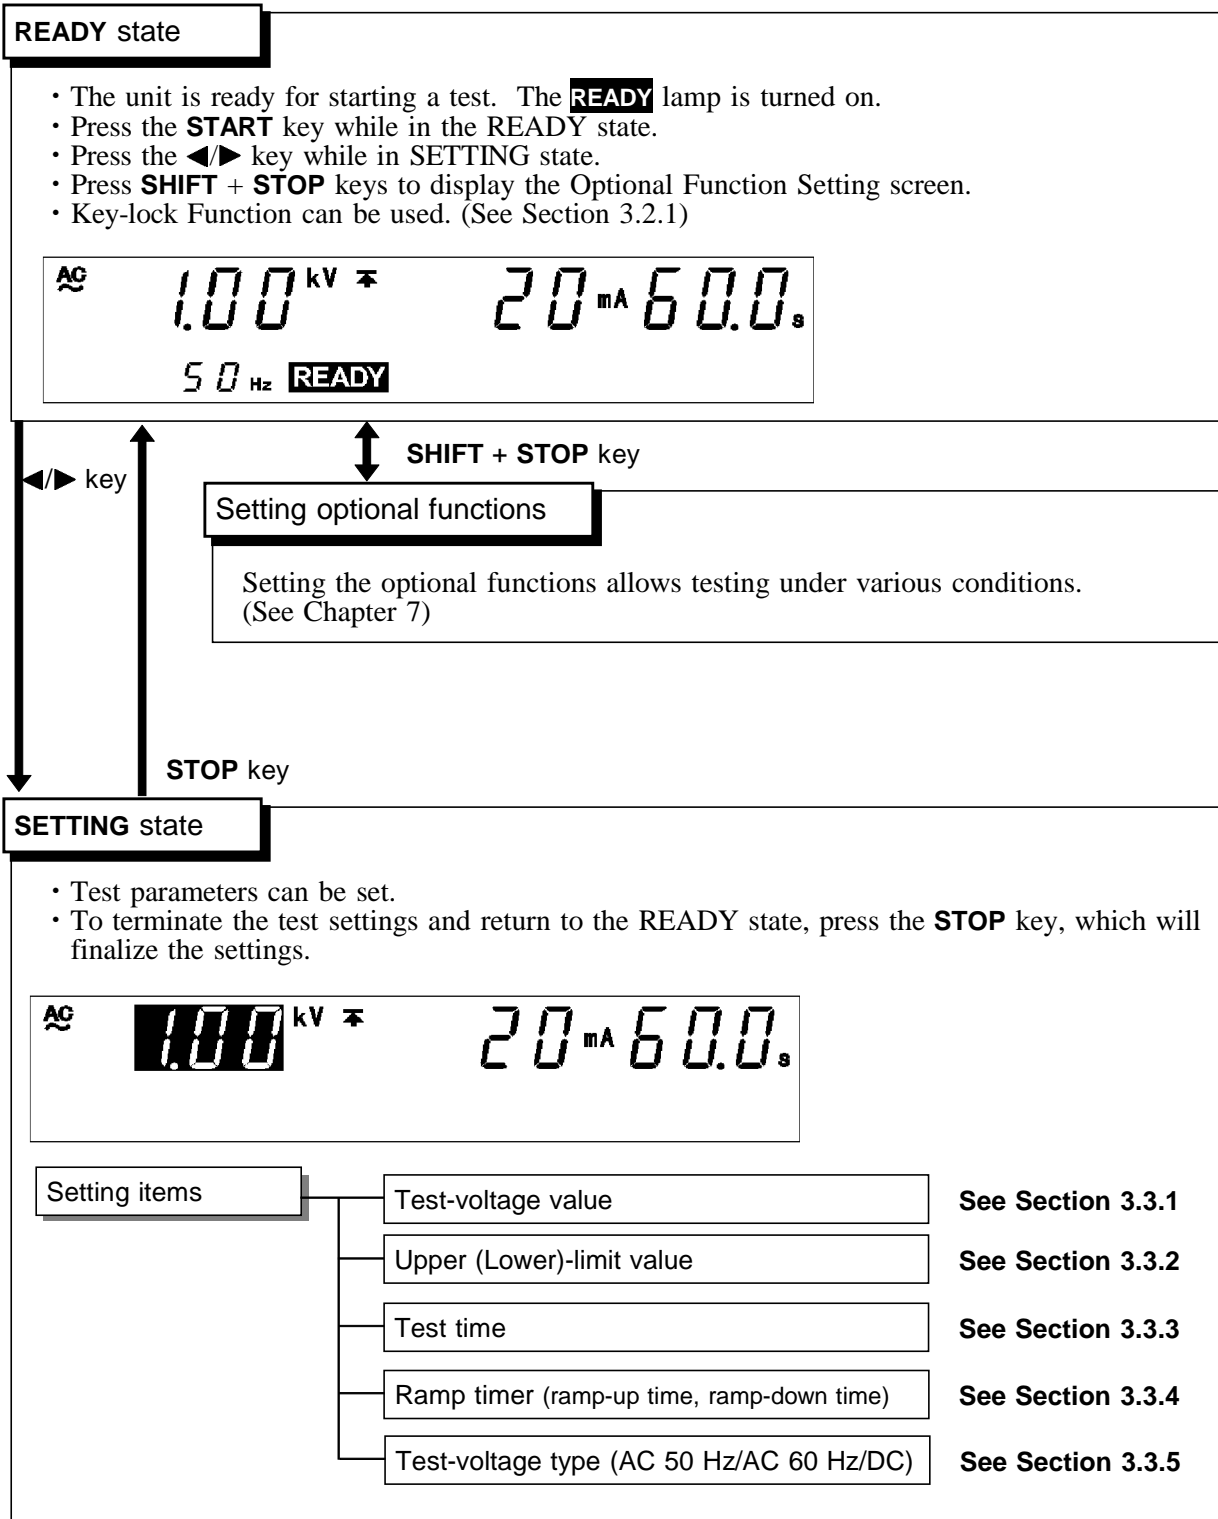 READY state
・The unit is ready for starting a test. The READY lamp is turned on.
・Press the START key while in the READY state.
・Press the ◀/▶ key while in SETTING state.
・Press SHIFT + STOP keys to display the Optional Function Setting screen.
・Key-lock Function can be used. (See Section 3.2.1)
AC 1.00 kV 20 mA 60.0 s
50 Hz READY
SHIFT + STOP key
◀/▶ key
Setting optional functions
Setting the optional functions allows testing under various conditions.
(See Chapter 7)
STOP key
SETTING state
・Test parameters can be set.
・To terminate the test settings and return to the READY state, press the STOP key, which will
finalize the settings.
AC 1.00 kV 20 mA 60.0 s
Setting items
Test-voltage value See Section 3.3.1
Upper (Lower)-limit value See Section 3.3.2
Test time See Section 3.3.3
Ramp timer (ramp-up time, ramp-down time) See Section 3.3.4
Test-voltage type (AC 50 Hz/AC 60 Hz/DC) See Section 3.3.5